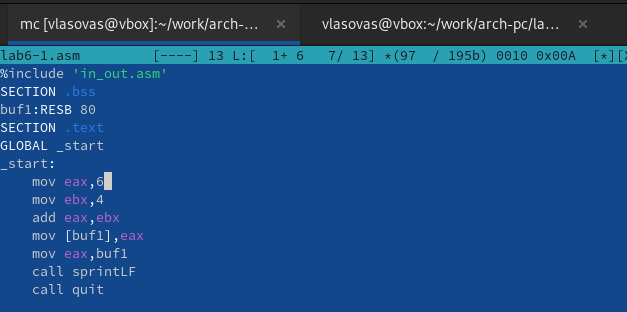 mc [vlasovas@vbox]:~/work/arch-... × vlasovas@vbox:~/work/arch-pc/la... ×
lab6-1.asm [----] 13 L:[ 1+ 6 7/ 13] *(97 / 195b) 0010 0x00A [*][X
%include 'in_out.asm'
SECTION .bss
buf1:RESB 80
SECTION .text
GLOBAL _start
_start:
mov eax,6
mov ebx,4
add eax,ebx
mov [buf1],eax
mov eax,buf1
call sprintLF
call quit